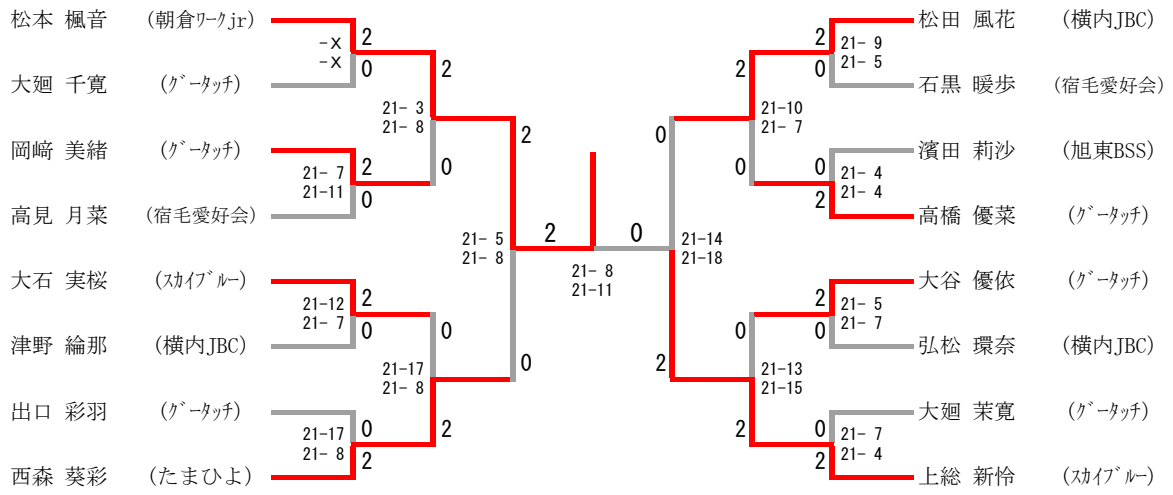 松本 楓音 (朝倉ﾜｰｸjr)
-X 2
-X 0
大廻 千寛 (ｸﾞｰﾀｯﾁ)
2
21- 3
21- 8
0
岡﨑 美緒 (ｸﾞｰﾀｯﾁ)
21- 7 2
21-11 0
高見 月菜 (宿毛愛好会)
2
21- 5
21- 8
0
大石 実桜 (ｽｶｲﾌﾞﾙｰ)
21-12 2
21- 7 0
津野 綸那 (横内JBC)
0
21-17
21- 8
2
出口 彩羽 (ｸﾞｰﾀｯﾁ)
21-17 0
21- 8 2
西森 葵彩 (たまひよ)
2 0
21- 8
21-11
松田 風花 (横内JBC)
2 21- 9
0 21- 5
石黒 暖歩 (宿毛愛好会)
2
21-10
21- 7
0
濱田 莉沙 (旭東BSS)
0 21- 4
2 21- 4
高橋 優菜 (ｸﾞｰﾀｯﾁ)
0
21-14
21-18
2
大谷 優依 (ｸﾞｰﾀｯﾁ)
2 21- 5
0 21- 7
弘松 環奈 (横内JBC)
0
21-13
21-15
2
大廻 茉寛 (ｸﾞｰﾀｯﾁ)
0 21- 7
2 21- 4
上総 新怜 (ｽｶｲﾌﾞﾙｰ)